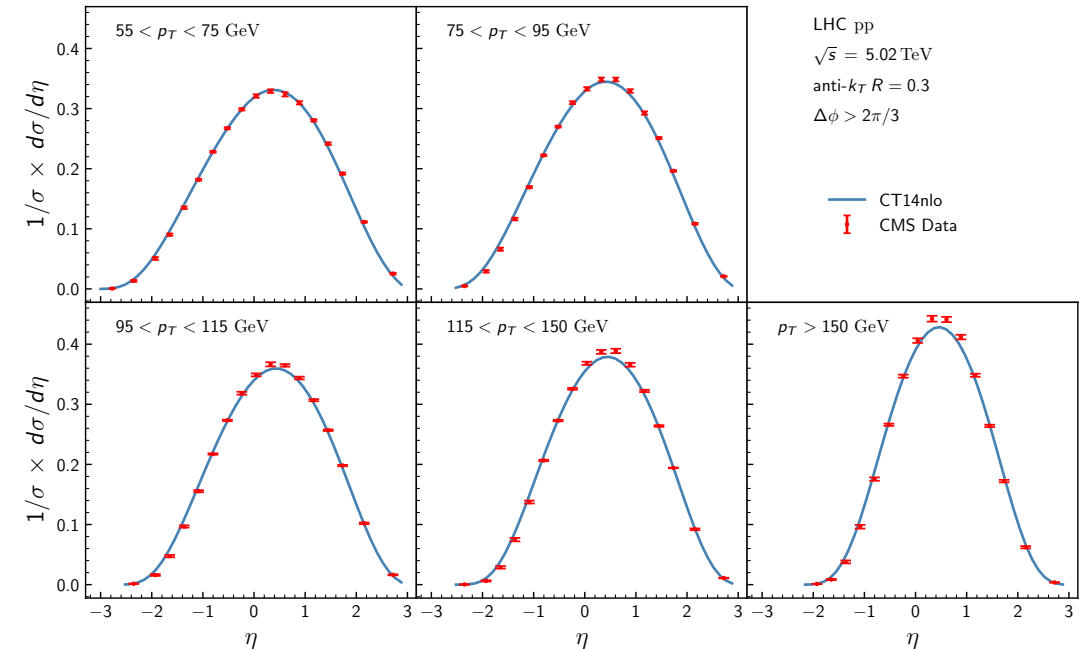 55 < p_T < 75 GeV
75 < p_T < 95 GeV
LHC pp
√s = 5.02 TeV
anti-k_T R = 0.3
Δϕ > 2π/3
CT14nlo
CMS Data
1/σ × dσ/dη
0.4
0.3
0.2
0.1
0.0
95 < p_T < 115 GeV
115 < p_T < 150 GeV
p_T > 150 GeV
1/σ × dσ/dη
0.4
0.3
0.2
0.1
0.0
−3 −2 −1 0 1 2 3
−3 −2 −1 0 1 2 3
−3 −2 −1 0 1 2 3
η
η
η